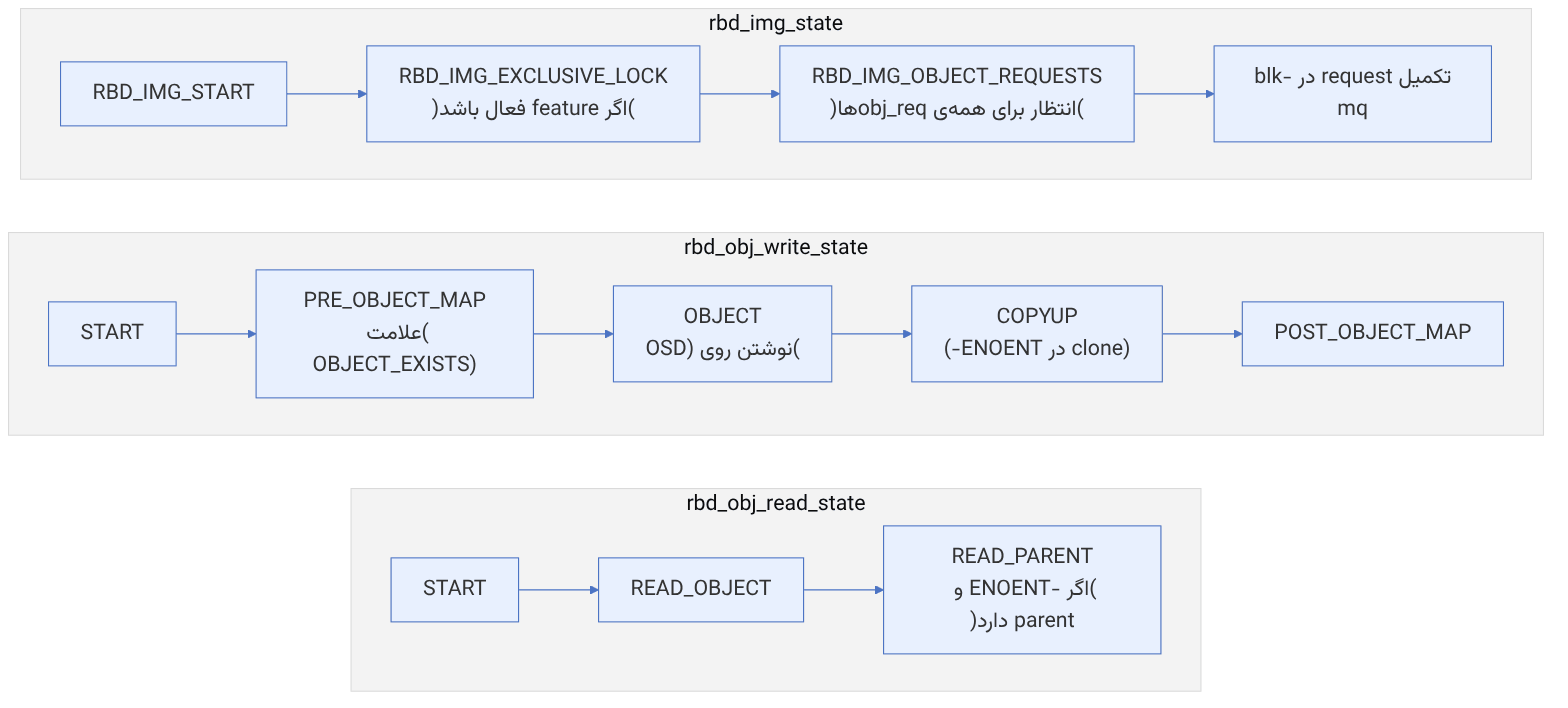 rbd_img_state
RBD_IMG_START
RBD_IMG_EXCLUSIVE_LOCK
(اگر feature فعال باشد)
RBD_IMG_OBJECT_REQUESTS
(انتظار برای همه‌ی obj_reqها)
تکمیل request در blk-
mq
rbd_obj_write_state
START
PRE_OBJECT_MAP
(علامت
OBJECT_EXISTS)
OBJECT
(نوشتن روی OSD)
COPYUP
(clone در ENOENT-)
POST_OBJECT_MAP
rbd_obj_read_state
START
READ_OBJECT
READ_PARENT
(اگر -ENOENT و
parent دارد)